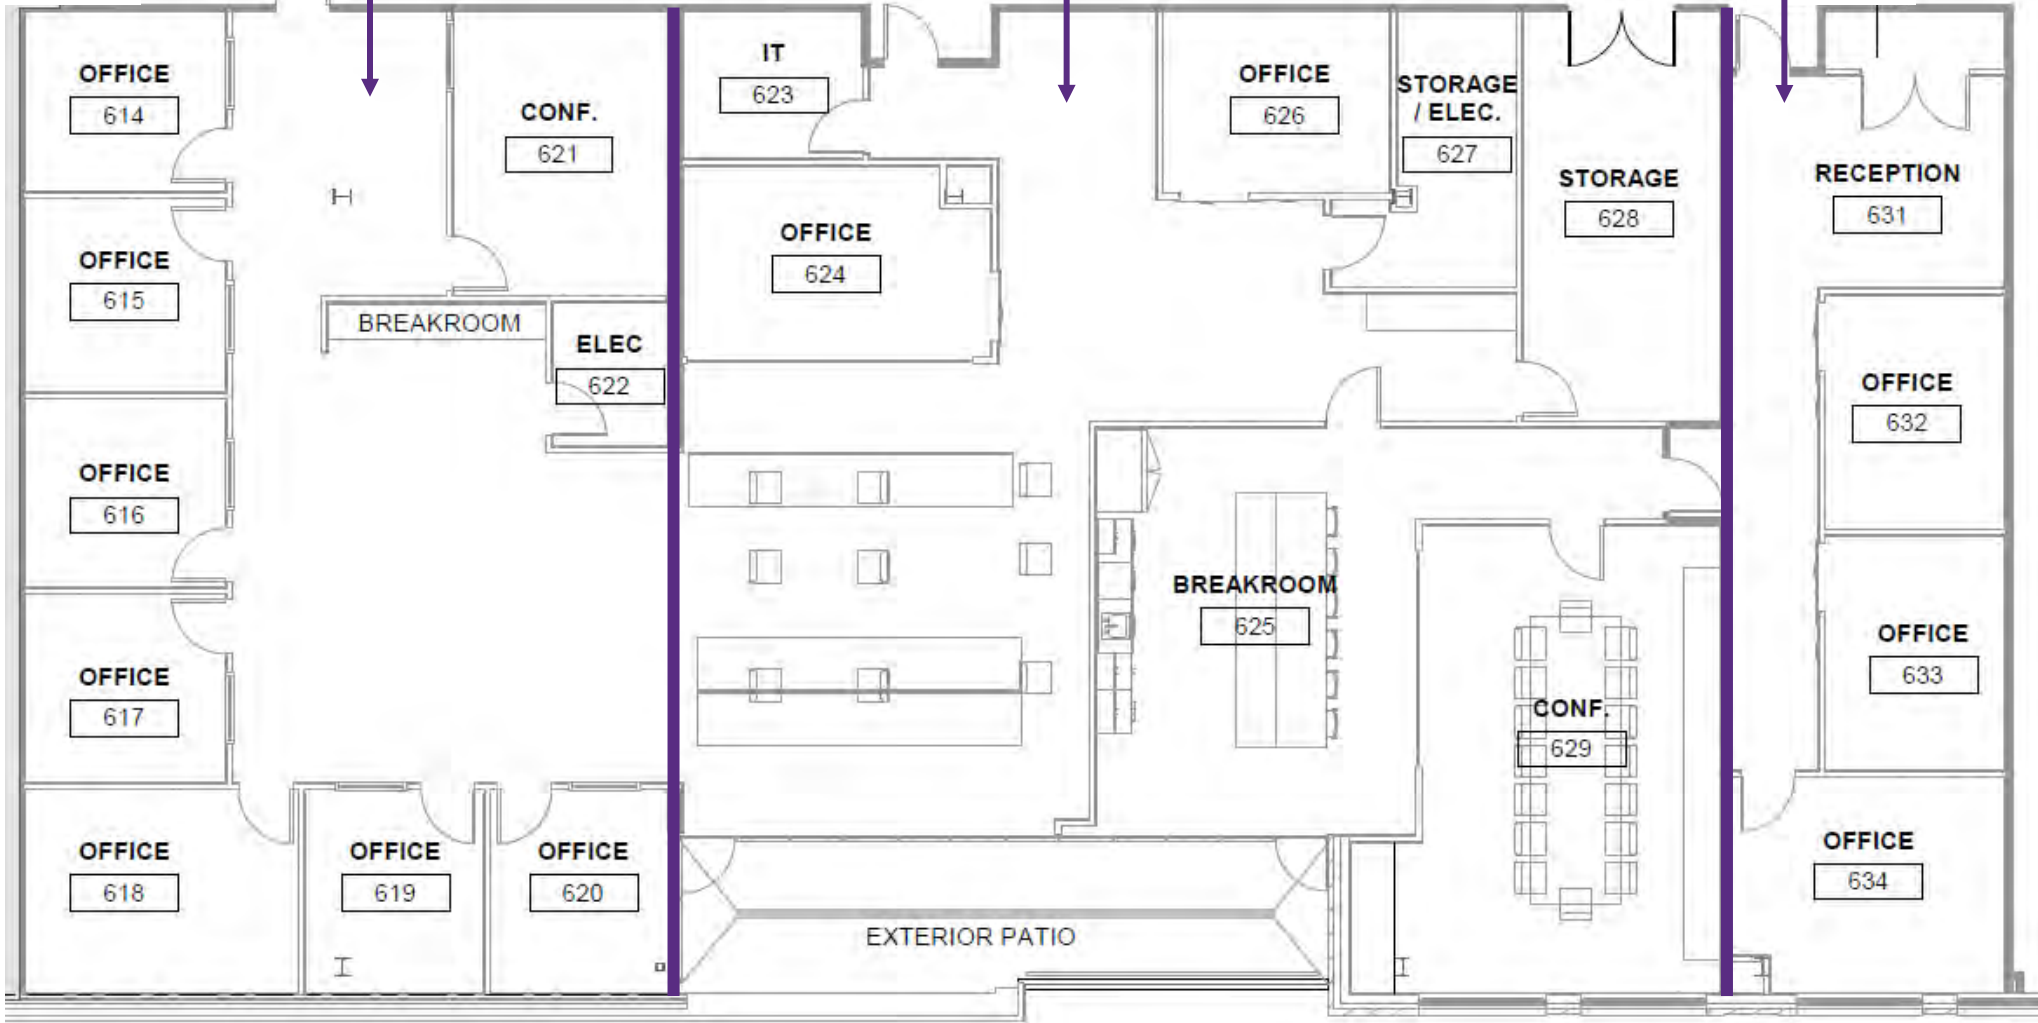 OFFICE
614
OFFICE
615
OFFICE
616
OFFICE
617
OFFICE
618
OFFICE
619
OFFICE
620
CONF.
621
BREAKROOM
ELEC
622
IT
623
OFFICE
624
BREAKROOM
625
OFFICE
626
STORAGE
/ ELEC.
627
STORAGE
628
CONF.
629
EXTERIOR PATIO
RECEPTION
631
OFFICE
632
OFFICE
633
OFFICE
634